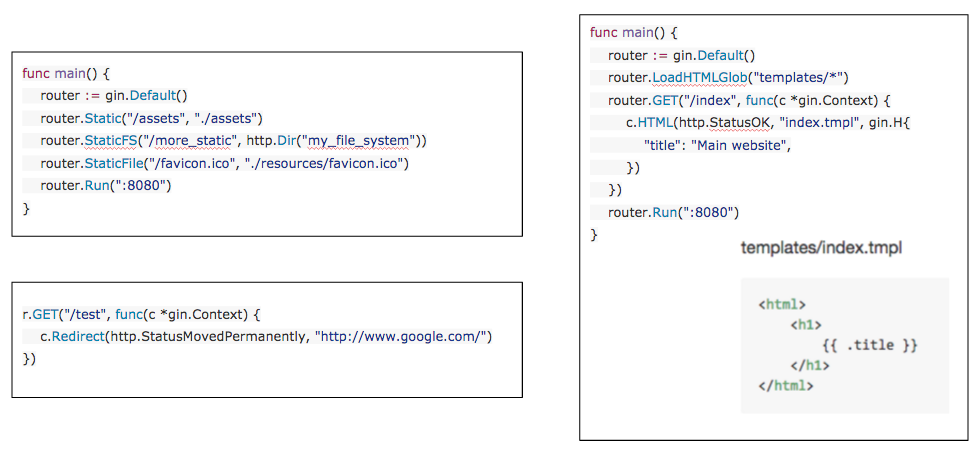 func main() {
router := gin.Default()
router.Static("/assets", "./assets")
router.StaticFS("/more_static", http.Dir("my_file_system"))
router.StaticFile("/favicon.ico", "./resources/favicon.ico")
router.Run(":8080")
}
r.GET("/test", func(c *gin.Context) {
c.Redirect(http.StatusMovedPermanently, "http://www.google.com/")
})
func main() {
router := gin.Default()
router.LoadHTMLGlob("templates/*")
router.GET("/index", func(c *gin.Context) {
c.HTML(http.StatusOK, "index.tmpl", gin.H{
"title": "Main website",
})
})
router.Run(":8080")
}
templates/index.tmpl
<html>
<h1>
{{ .title }}
</h1>
</html>